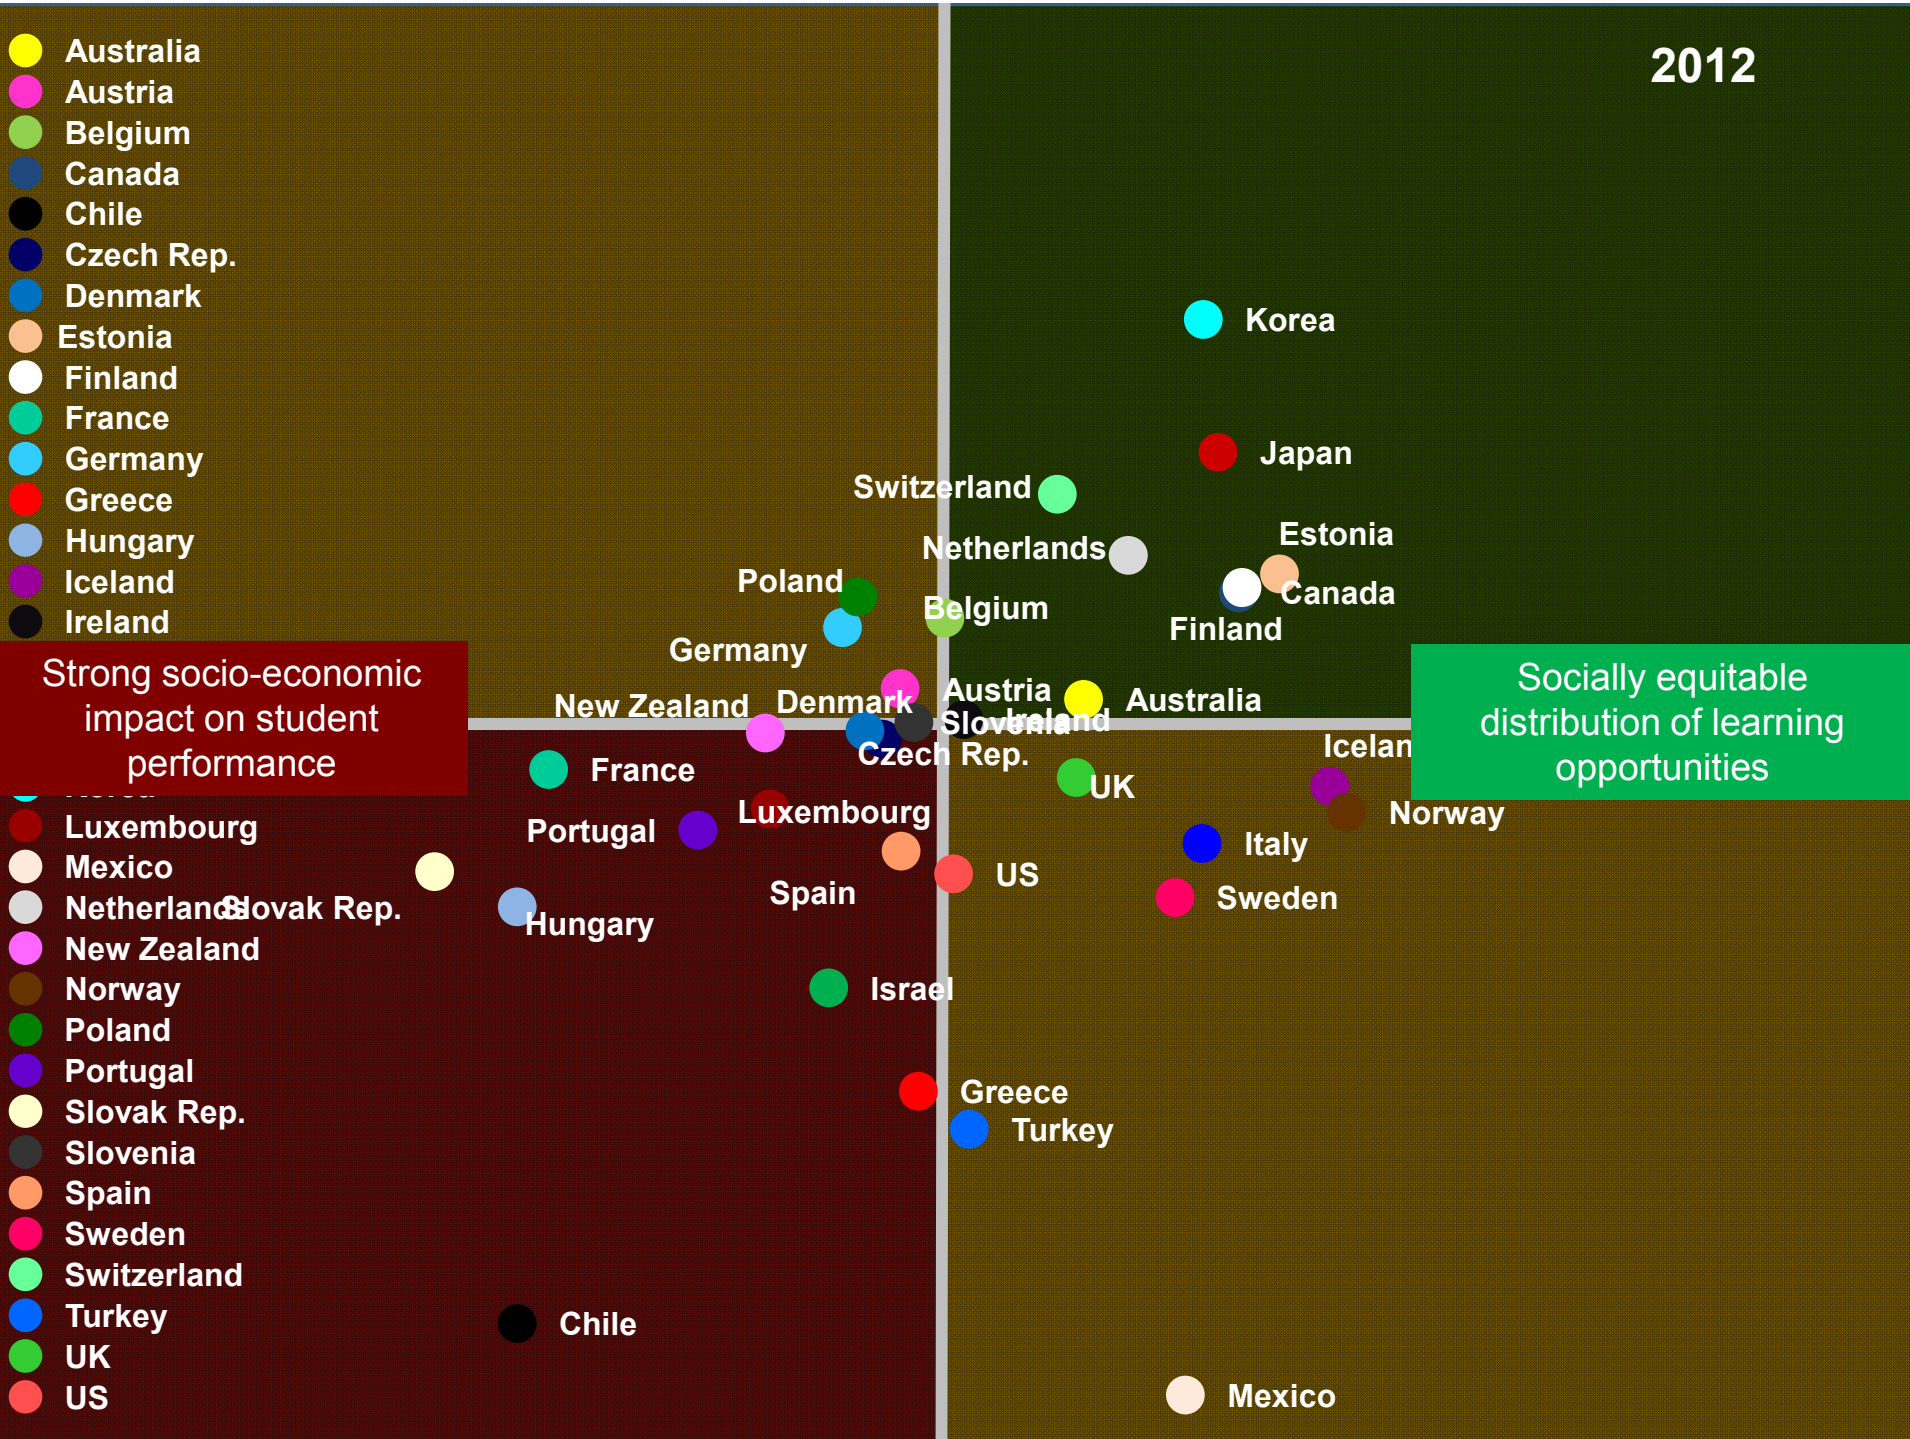 2012
Australia
Austria
Belgium
Canada
Chile
Czech Rep.
Denmark
Estonia
Finland
France
Germany
Greece
Hungary
Iceland
Ireland
Strong socio-economic
impact on student
performance
Luxembourg
Mexico
Netherlands
New Zealand
Norway
Poland
Portugal
Slovak Rep.
Slovenia
Spain
Sweden
Switzerland
Turkey
UK
US
Korea
Japan
Switzerland
Estonia
Netherlands
Poland
Canada
Belgium
Finland
Germany
Austria
Denmark
Australia
New Zealand
Slovenia
Ireland
Socially equitable
distribution of learning
opportunities
Icelan
Czech Rep.
France
UK
Luxembourg
Norway
Portugal
Italy
US
Spain
Sweden
Slovak Rep.
Hungary
Israel
Greece
Turkey
Chile
Mexico